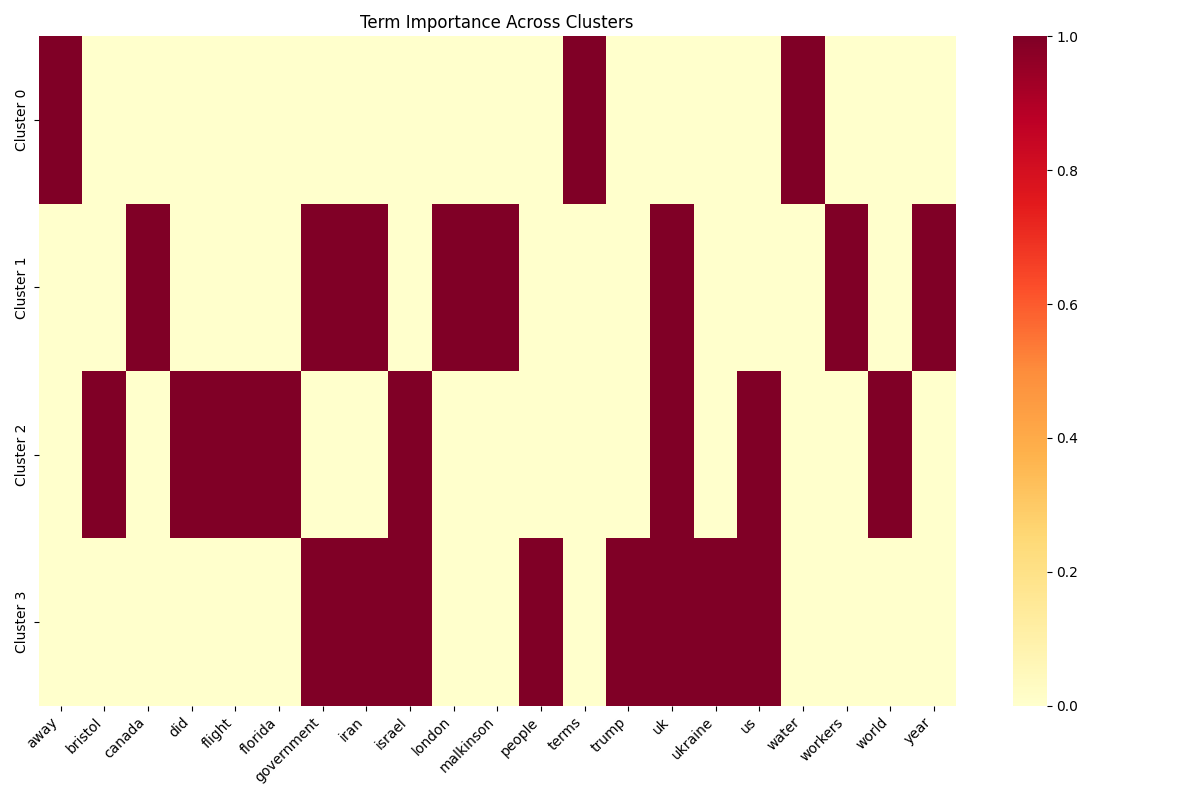 Term Importance Across Clusters
Cluster 0
Cluster 1
Cluster 2
Cluster 3
away
bristol
canada
did
flight
florida
government
iran
israel
london
malkinson
people
terms
trump
uk
ukraine
us
water
workers
world
year
1.0
0.8
0.6
0.4
0.2
0.0